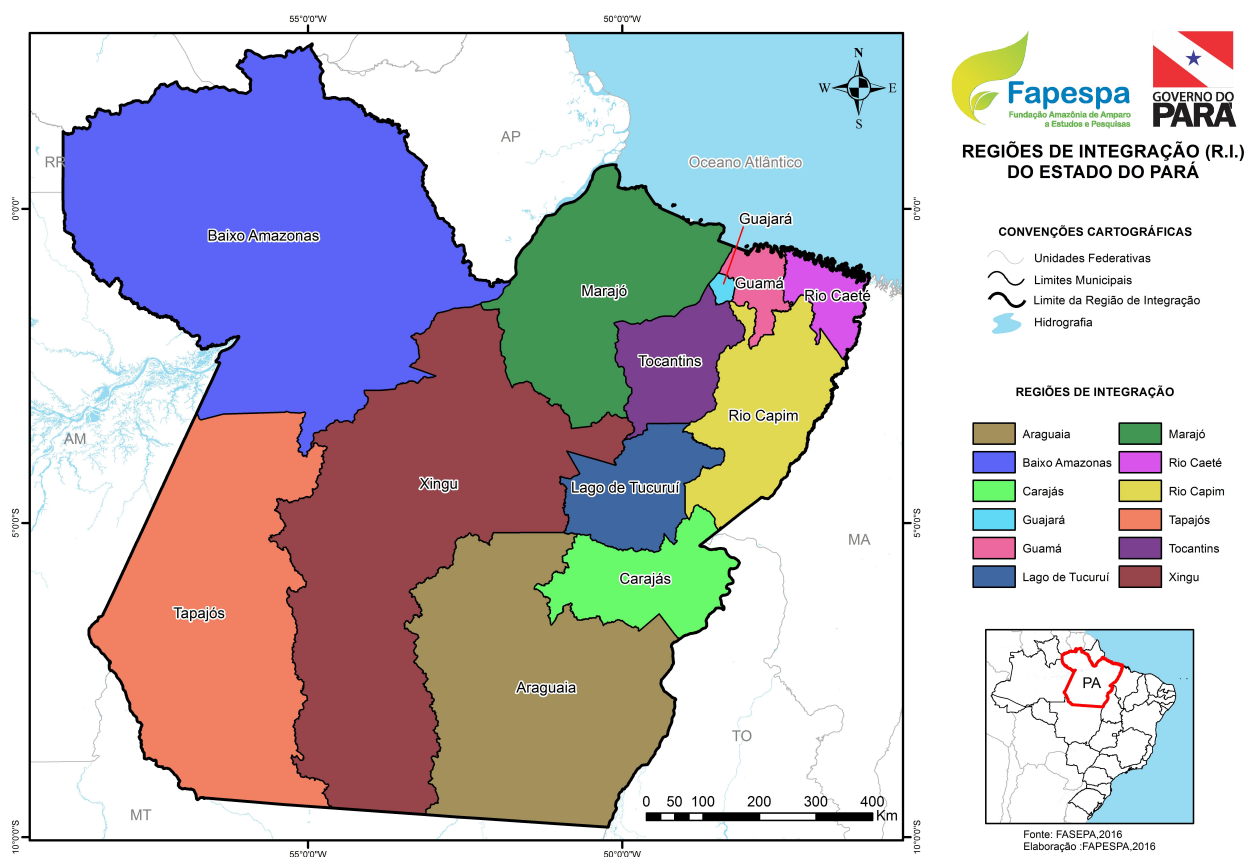 55°0'0"W
50°0'0"W
N
W
E
S
Fapespa
Fundação Amazônia de Amparo
a Estudos e Pesquisas
GOVERNO DO
PARÁ
REGIÕES DE INTEGRAÇÃO (R.I.)
DO ESTADO DO PARÁ
AP
RR
Oceano Atlântico
0°0'0"
0°0'0"
Guajará
Baixo Amazonas
Marajó
Guamá
Rio Caeté
Tocantins
Rio Capim
AM
Xingu
Lago de Tucuruí
5°0'0"S
5°0'0"S
MA
Carajás
Tapajós
Araguaia
TO
MT
0 50 100 200 300 400
Km
10°0'0"S
10°0'0"S
55°0'0"W
50°0'0"W
CONVENÇÕES CARTOGRÁFICAS
Unidades Federativas
Limites Municipais
Limite da Região de Integração
Hidrografia
REGIÕES DE INTEGRAÇÃO
Araguaia
Baixo Amazonas
Carajás
Guajará
Guamá
Lago de Tucuruí
Marajó
Rio Caeté
Rio Capim
Tapajós
Tocantins
Xingu
PA
Fonte: FASEPA,2016
Elaboração :FAPESPA,2016